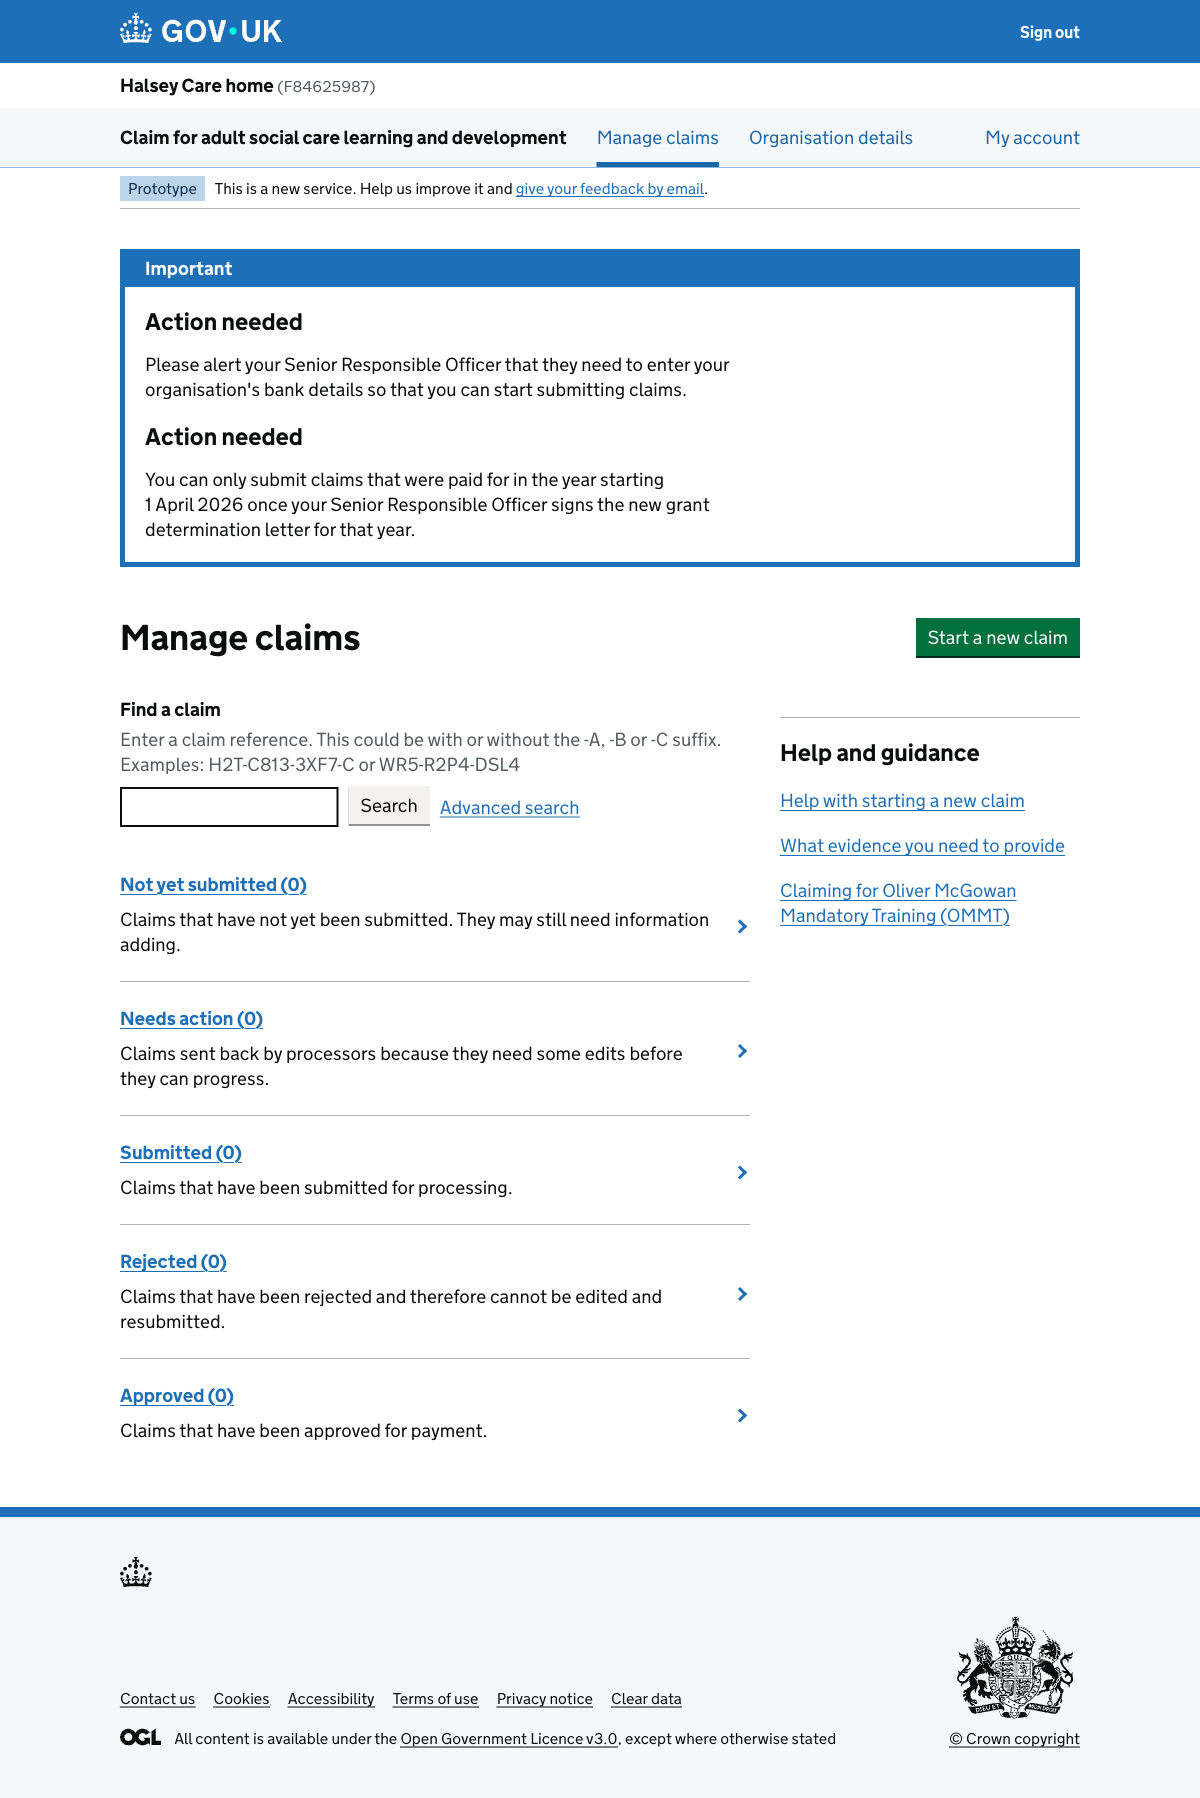 GOV·UK
Sign out
Halsey Care home (F84625987)
Claim for adult social care learning and development
Manage claims
Organisation details
My account
Prototype
This is a new service. Help us improve it and give your feedback by email.
Important
Action needed
Please alert your Senior Responsible Officer that they need to enter your
organisation's bank details so that you can start submitting claims.
Action needed
You can only submit claims that were paid for in the year starting
1 April 2026 once your Senior Responsible Officer signs the new grant
determination letter for that year.
Manage claims
Start a new claim
Find a claim
Enter a claim reference. This could be with or without the -A, -B or -C suffix.
Examples: H2T-C813-3XF7-C or WR5-R2P4-DSL4
Search
Advanced search
Not yet submitted (0)
Claims that have not yet been submitted. They may still need information
adding.
Needs action (0)
Claims sent back by processors because they need some edits before
they can progress.
Submitted (0)
Claims that have been submitted for processing.
Rejected (0)
Claims that have been rejected and therefore cannot be edited and
resubmitted.
Approved (0)
Claims that have been approved for payment.
Help and guidance
Help with starting a new claim
What evidence you need to provide
Claiming for Oliver McGowan
Mandatory Training (OMMT)
Contact us
Cookies
Accessibility
Terms of use
Privacy notice
Clear data
OGL
All content is available under the Open Government Licence v3.0, except where otherwise stated
© Crown copyright